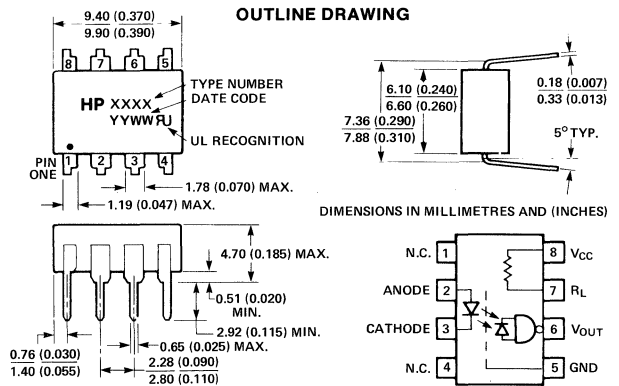 OUTLINE DRAWING
9.40 (0.370)
9.90 (0.390)
8 7 6 5
TYPE NUMBER
DATE CODE
HP XXXX
YYWW RU
UL RECOGNITION
PIN
ONE
1 2 3 4
1.78 (0.070) MAX.
1.19 (0.047) MAX.
6.10 (0.240)
6.60 (0.260)
7.36 (0.290)
7.88 (0.310)
0.18 (0.007)
0.33 (0.013)
5° TYP.
DIMENSIONS IN MILLIMETRES AND (INCHES)
4.70 (0.185) MAX.
0.51 (0.020)
MIN.
2.92 (0.115) MIN.
0.65 (0.025) MAX.
0.76 (0.030)
1.40 (0.055)
2.28 (0.090)
2.80 (0.110)
N.C. 1 8 VCC
ANODE 2 7 RL
CATHODE 3 6 VOUT
N.C. 4 5 GND